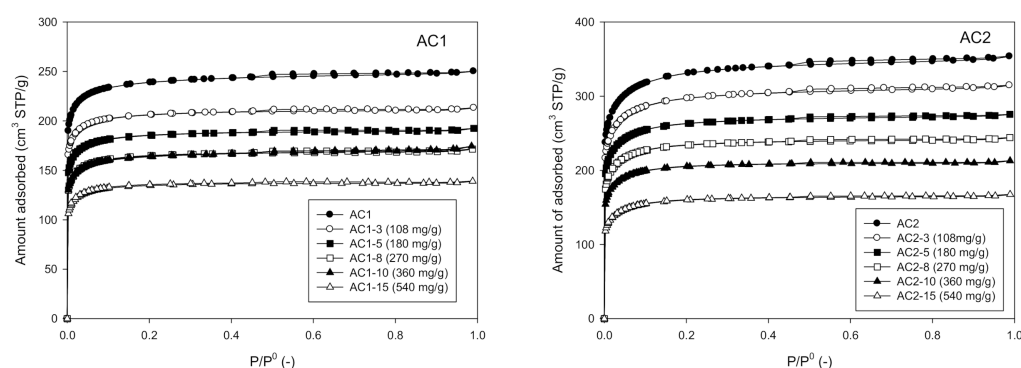 AC1
300
250
200
150
100
50
0
0.0 0.2 0.4 0.6 0.8 1.0
Amount adsorbed (cm³ STP/g)
P/P⁰ (-)
AC1
AC1-3 (108 mg/g)
AC1-5 (180 mg/g)
AC1-8 (270 mg/g)
AC1-10 (360 mg/g)
AC1-15 (540 mg/g)
AC2
400
300
200
100
0
0.0 0.2 0.4 0.6 0.8 1.0
Amount of adsorbed (cm³ STP/g)
P/P⁰ (-)
AC2
AC2-3 (108mg/g)
AC2-5 (180 mg/g)
AC2-8 (270 mg/g)
AC2-10 (360 mg/g)
AC2-15 (540 mg/g)